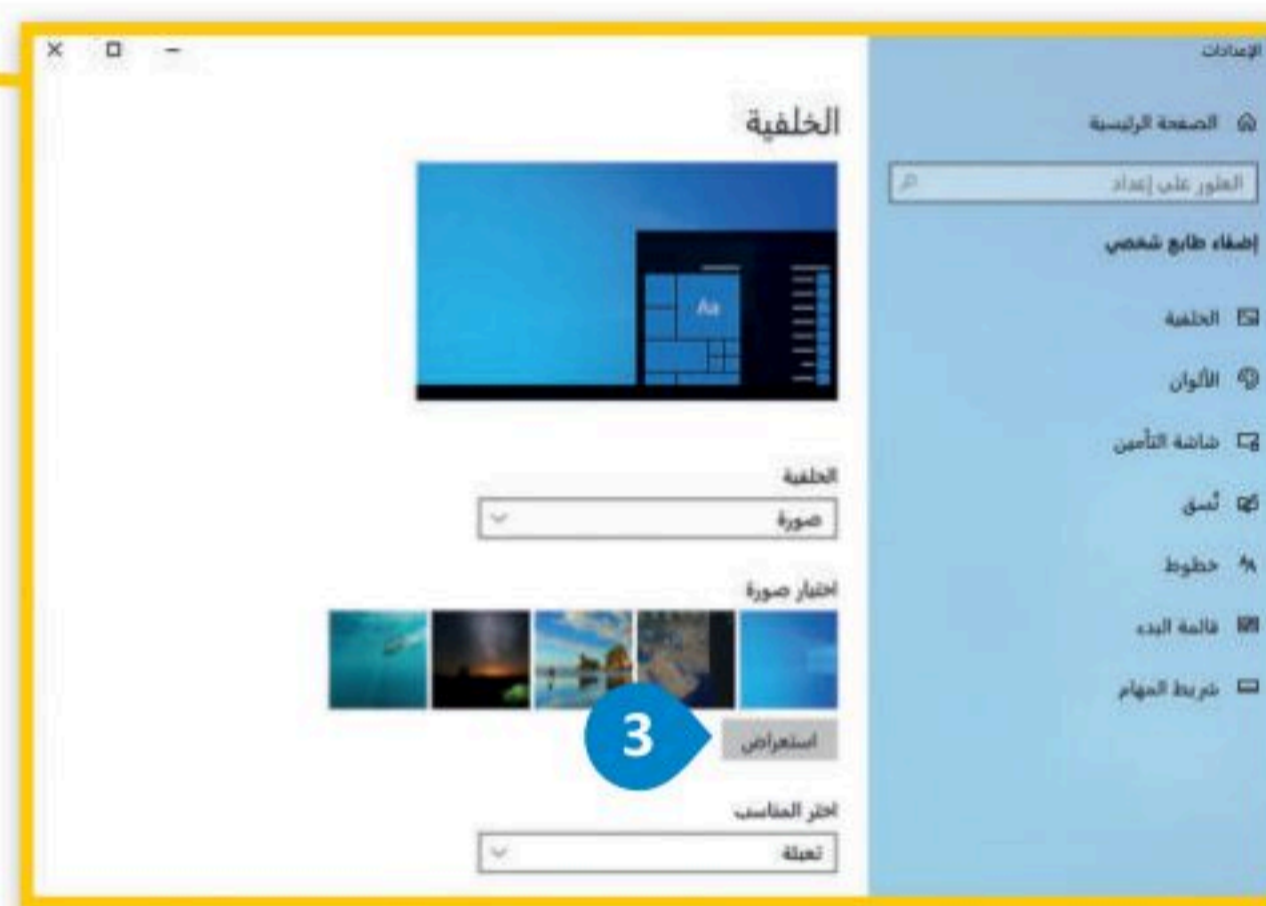 الإعدادات
الصفحة الرئيسية
العثور على إعداد
إضفاء طابع شخصي
الخلفية
الألوان
شاشة التأمين
نُسق
خطوط
قائمة البدء
شريط المهام
الخلفية
Aa
الخلفية
صورة
اختيار صورة
استعراض
3
اختر المناسب
تعبئة